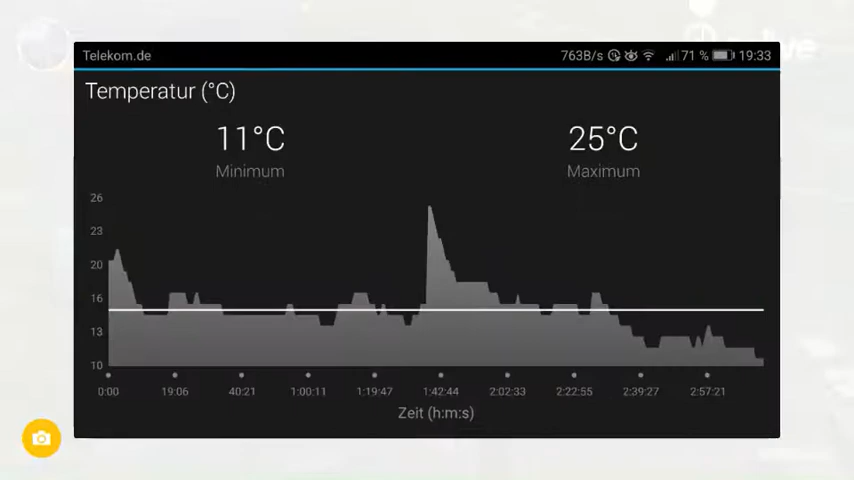 Telekom.de 763B/s 71 % 19:33
Temperatur (°C)
11°C 25°C
Minimum Maximum
26
23
20
16
13
10
0:00 19:06 40:21 1:00:11 1:19:47 1:42:44 2:02:33 2:22:55 2:39:27 2:57:21
Zeit (h:m:s)